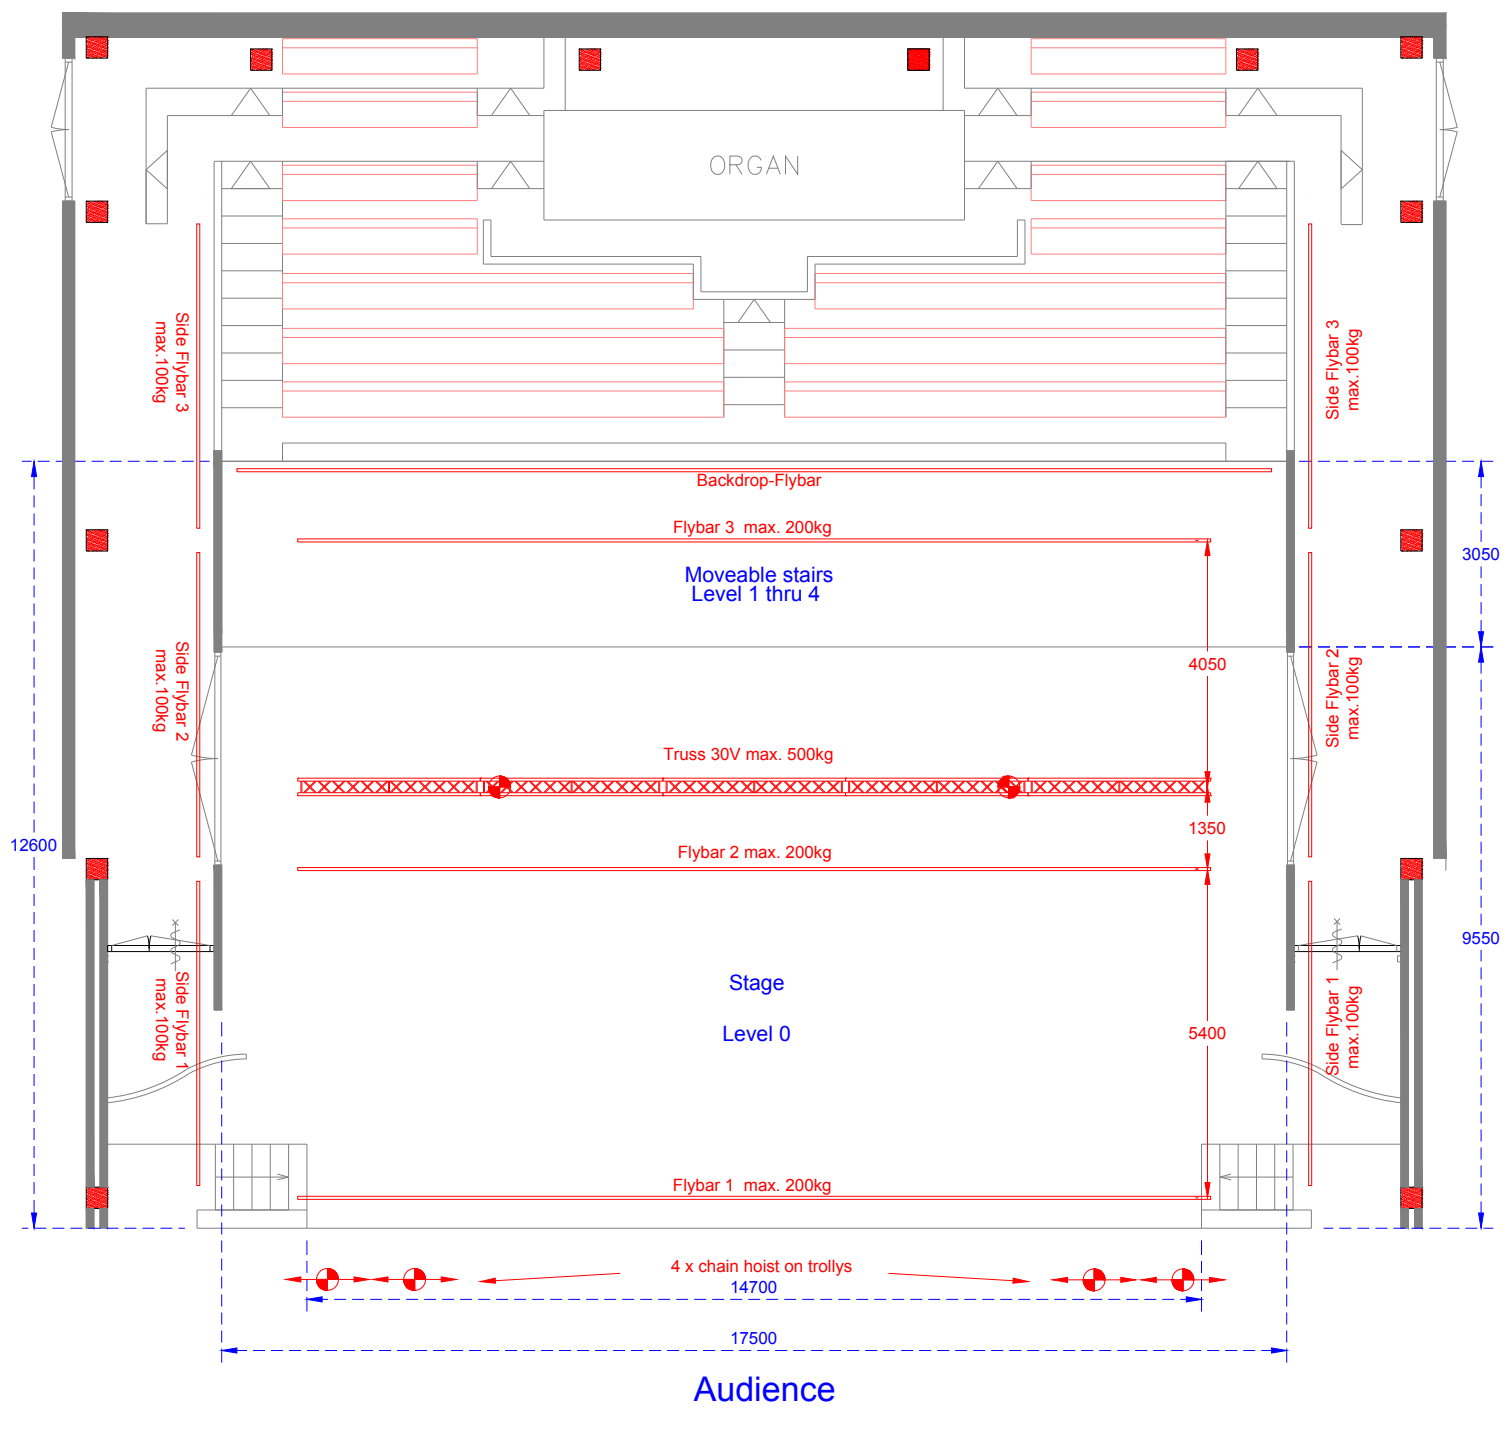 ORGAN
Side Flybar 3
max.100kg
Side Flybar 3
max.100kg
Backdrop-Flybar
Flybar 3 max. 200kg
3050
Moveable stairs
Level 1 thru 4
Side Flybar 2
max.100kg
4050
Side Flybar 2
max.100kg
Truss 30V max. 500kg
1350
12600
Flybar 2 max. 200kg
9550
Side Flybar 1
max.100kg
Stage
Level 0
5400
Side Flybar 1
max.100kg
Flybar 1 max. 200kg
4 x chain hoist on trollys
14700
17500
Audience